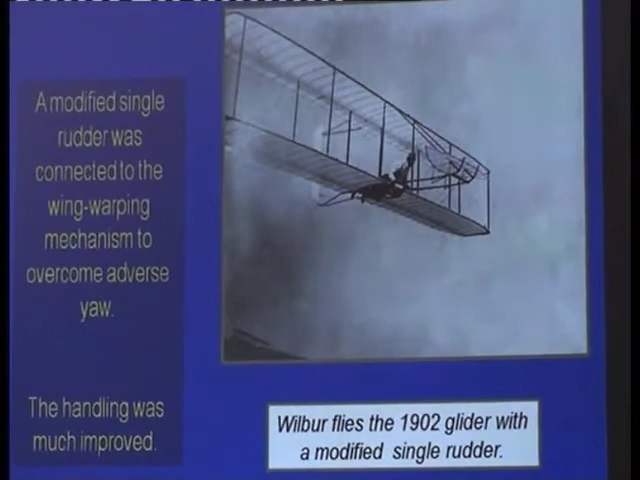 A modified single
rudder was
connected to the
wing-warping
mechanism to
overcome adverse
yaw.
The handling was
much improved.
Wilbur flies the 1902 glider with
a modified single rudder.